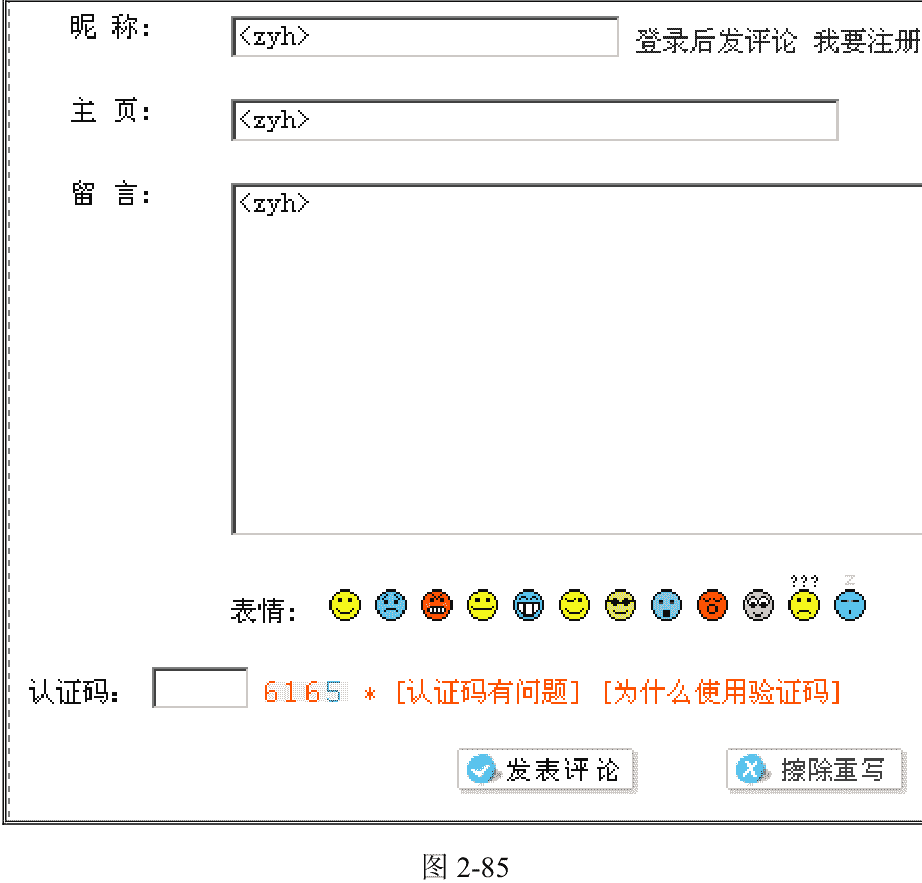 昵 称： <zyh> 登录后发评论 我要注册
主 页： <zyh>
留 言： <zyh>
???
z
表情：
认证码： 6165 * [认证码有问题] [为什么使用验证码]
发表评论 擦除重写
图 2-85